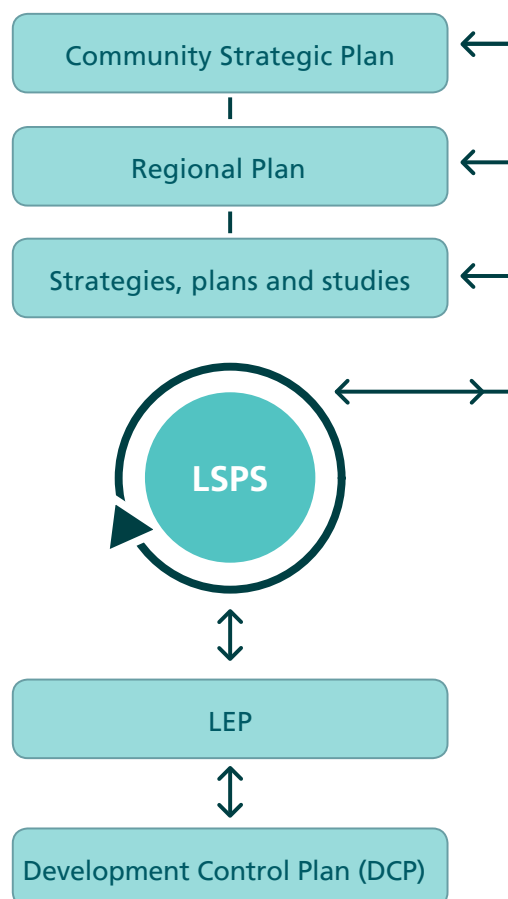 Community Strategic Plan
Regional Plan
Strategies, plans and studies
LSPS
LEP
Development Control Plan (DCP)